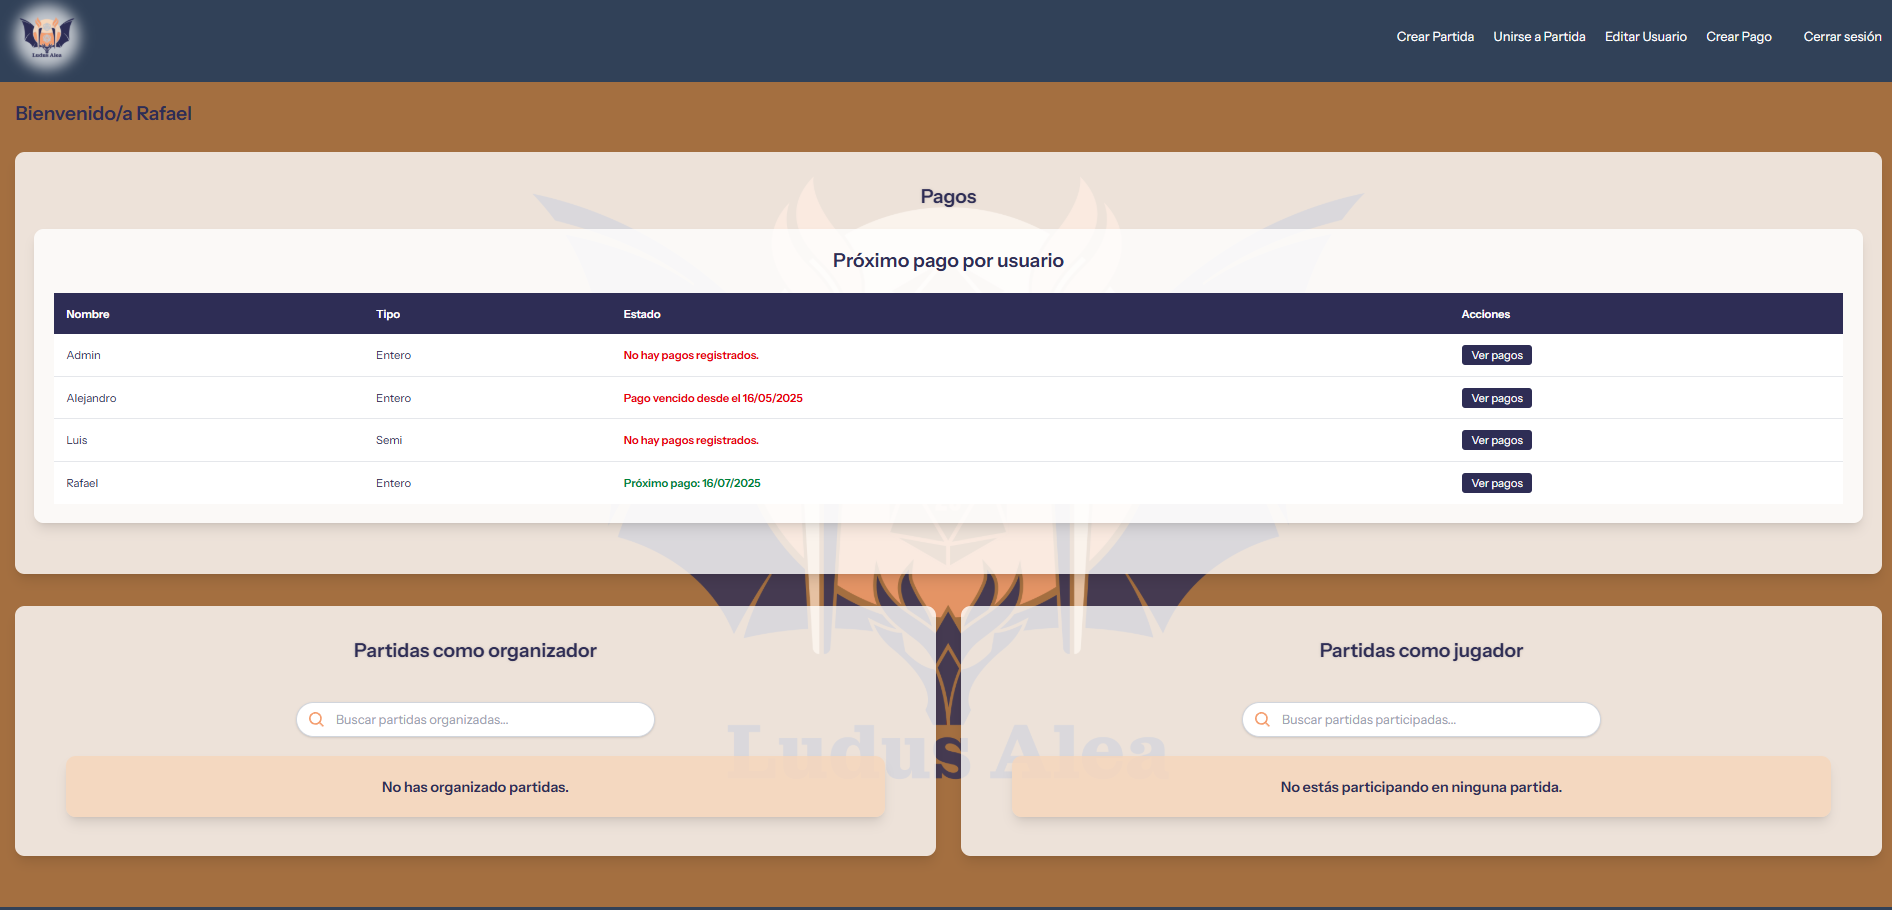 Ludus Alea
Crear Partida Unirse a Partida Editar Usuario Crear Pago Cerrar sesión
Bienvenido/a Rafael
Pagos
Próximo pago por usuario
Nombre Tipo Estado Acciones
Admin Entero No hay pagos registrados. Ver pagos
Alejandro Entero Pago vencido desde el 16/05/2025 Ver pagos
Luis Semi No hay pagos registrados. Ver pagos
Rafael Entero Próximo pago: 16/07/2025 Ver pagos
Partidas como organizador
Buscar partidas organizadas...
No has organizado partidas.
Partidas como jugador
Buscar partidas participadas...
No estás participando en ninguna partida.
Ludus Alea